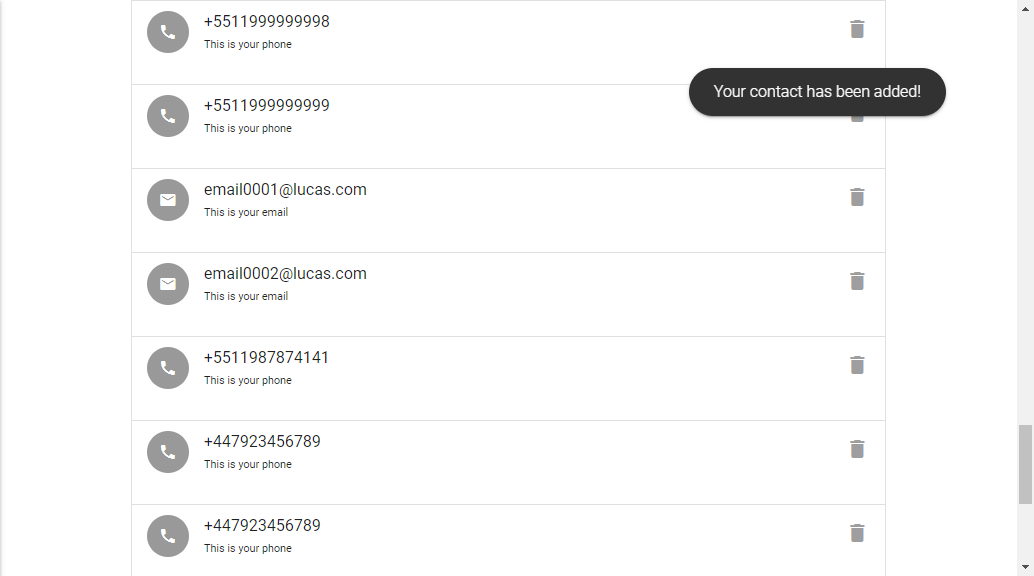 +5511999999998
This is your phone
Your contact has been added!
+5511999999999
This is your phone
email0001@lucas.com
This is your email
email0002@lucas.com
This is your email
+5511987874141
This is your phone
+447923456789
This is your phone
+447923456789
This is your phone